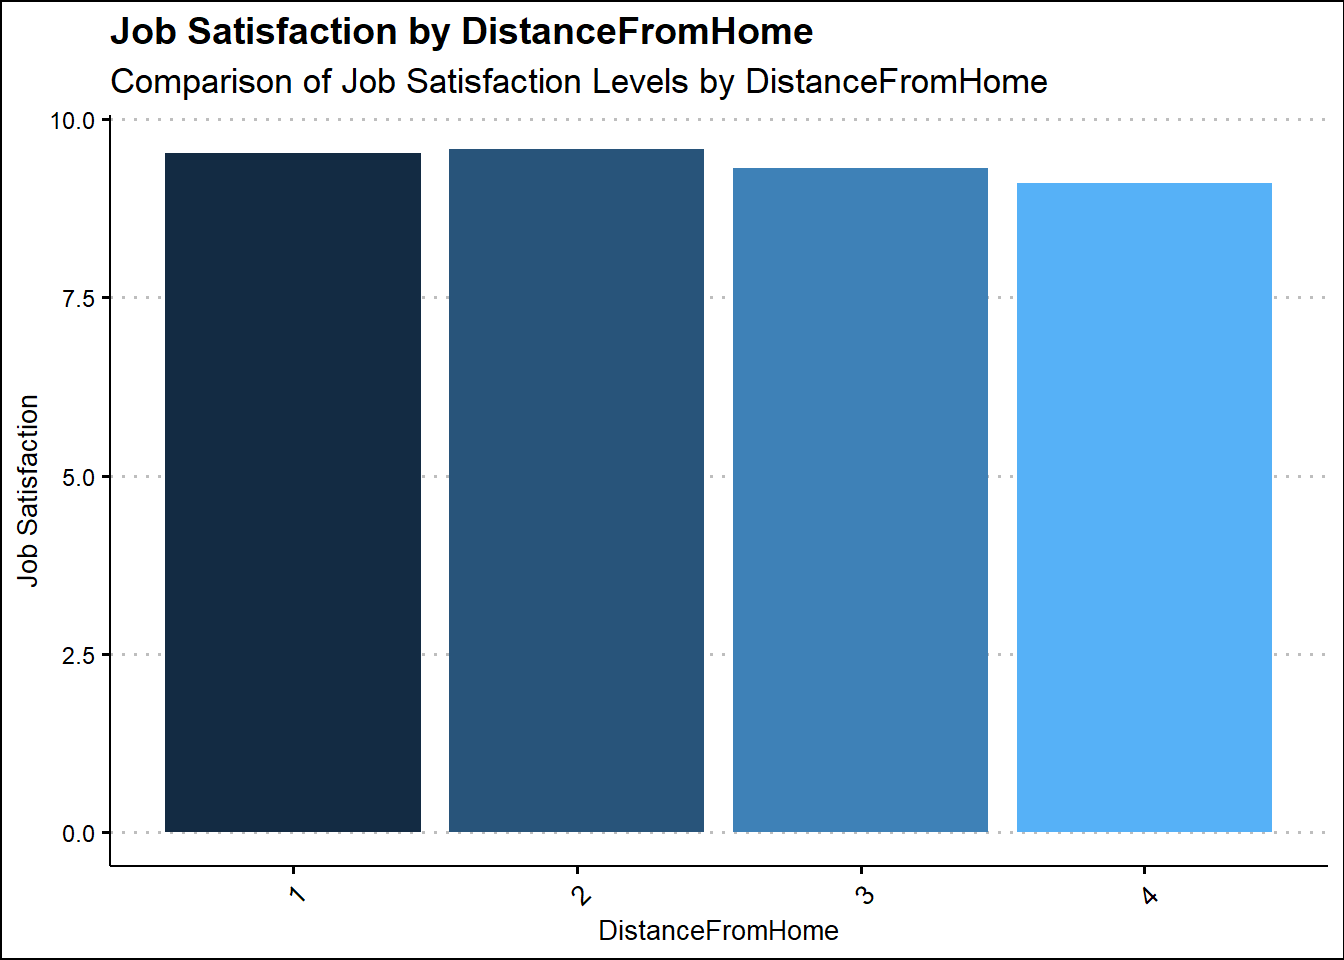 Job Satisfaction by DistanceFromHome
Comparison of Job Satisfaction Levels by DistanceFromHome
10.0
7.5
5.0
2.5
0.0
Job Satisfaction
1
2
3
4
DistanceFromHome